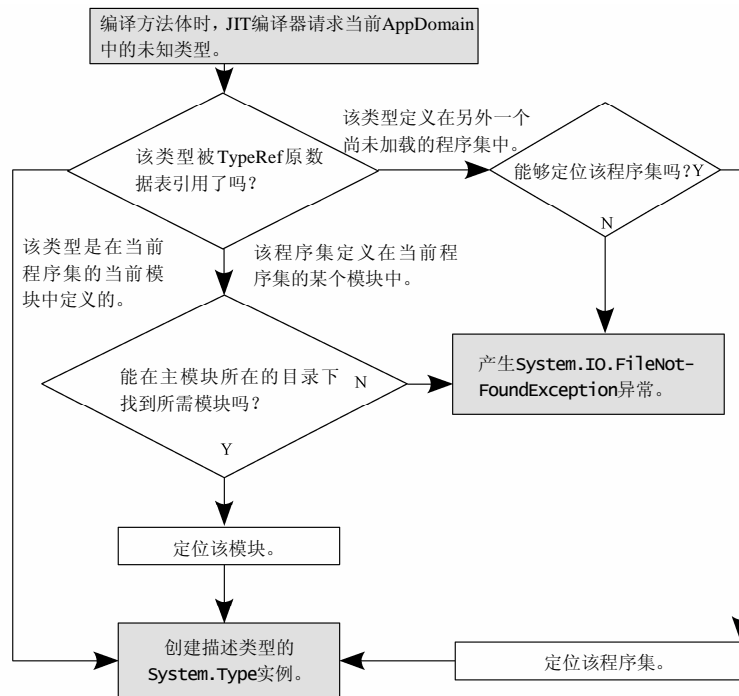 编译方法体时，JIT编译器请求当前AppDomain
中的未知类型。
该类型定义在另外一个
尚未加载的程序集中。
该类型被TypeRef原数
据表引用了吗？
能够定位该程序集吗？Y
N
该类型是在当前
程序集的当前模
块中定义的。
该程序集定义在当前程
序集的某个模块中。
产生System.IO.FileNot-
FoundException异常。
能在主模块所在的目录下
找到所需模块吗？
N
Y
定位该模块。
创建描述类型的
System.Type实例。
定位该程序集。